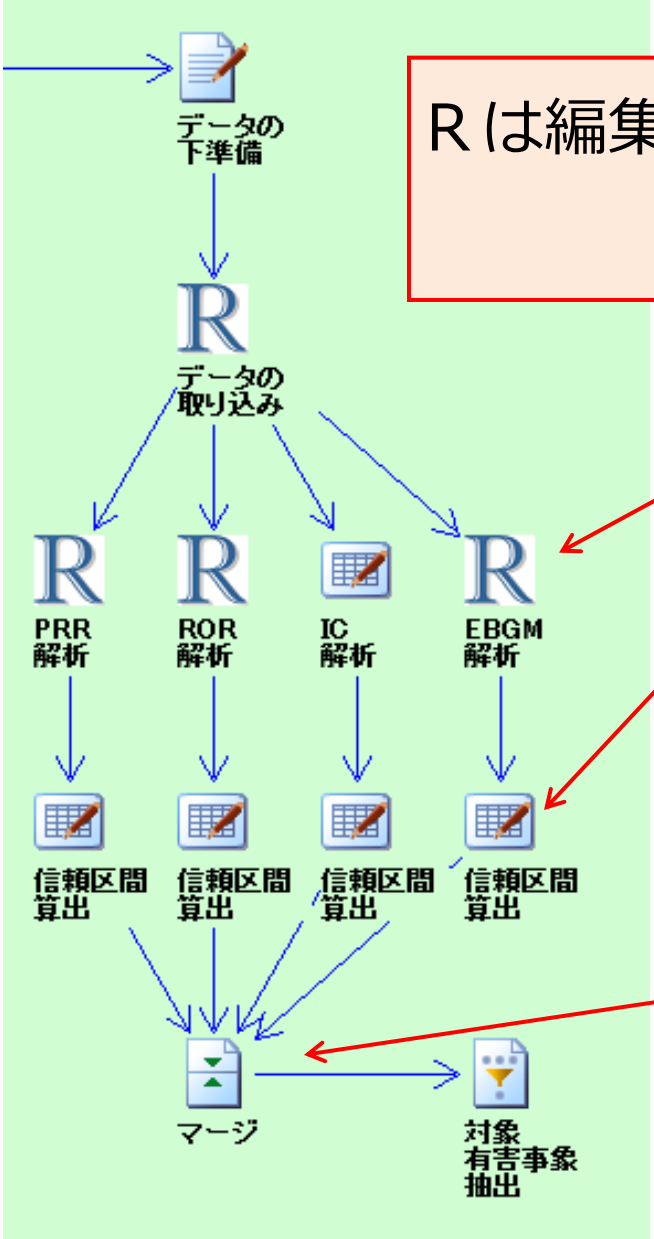 データの
下準備
R は編集
R
データの
取り込み
R
PRR
解析
R
ROR
解析
IC
解析
R
EBGM
解析
信頼区間
算出
信頼区間
算出
信頼区間
算出
信頼区間
算出
マージ
対象
有害事象
抽出